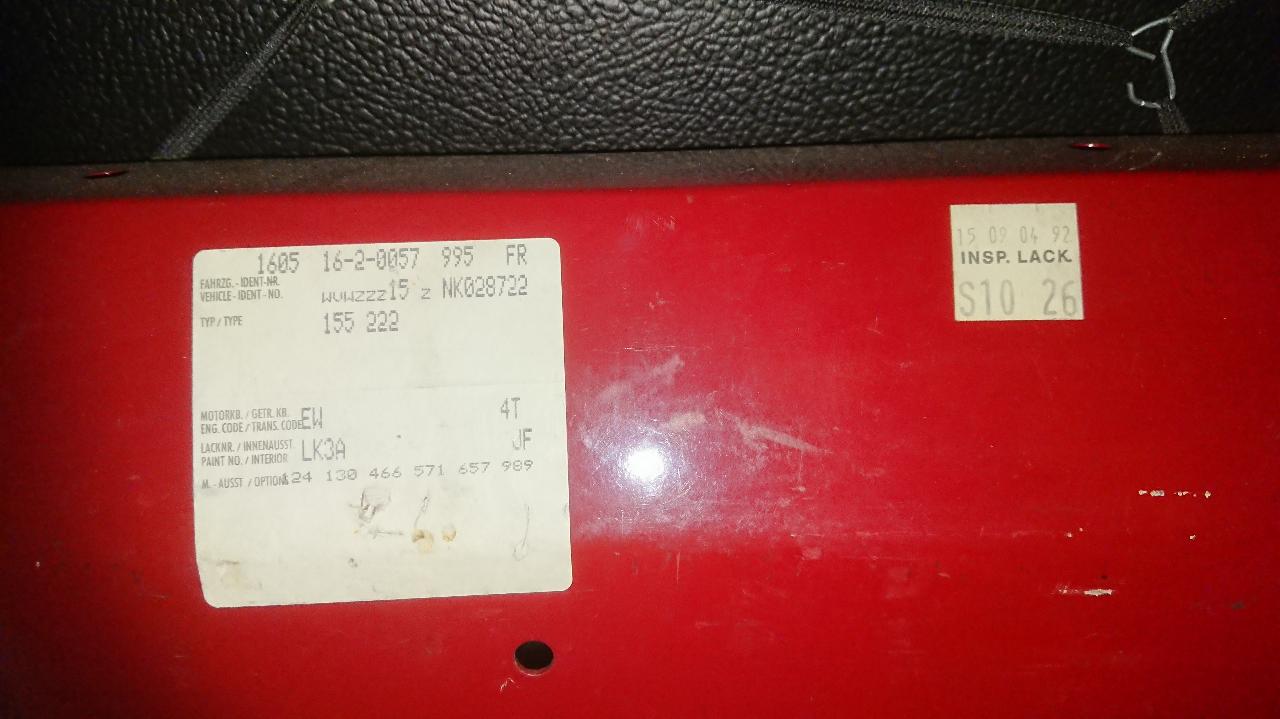 1605 16-2-0057 995 FR
FAHRZG.-IDENT-NR.
VEHICLE-IDENT-NO. WVWZZZ15 Z NK028722
TYP / TYPE 155 222
MOTORKB. / GETR. KB.
ENG. CODE / TRANS. CODE EW 4T
LACKNR. / INNENAUSST.
PAINT NO. / INTERIOR LK3A JF
M.-AUSST / OPTIONS 124 130 466 571 657 989
15 09 04 92
INSP. LACK.
S10 26